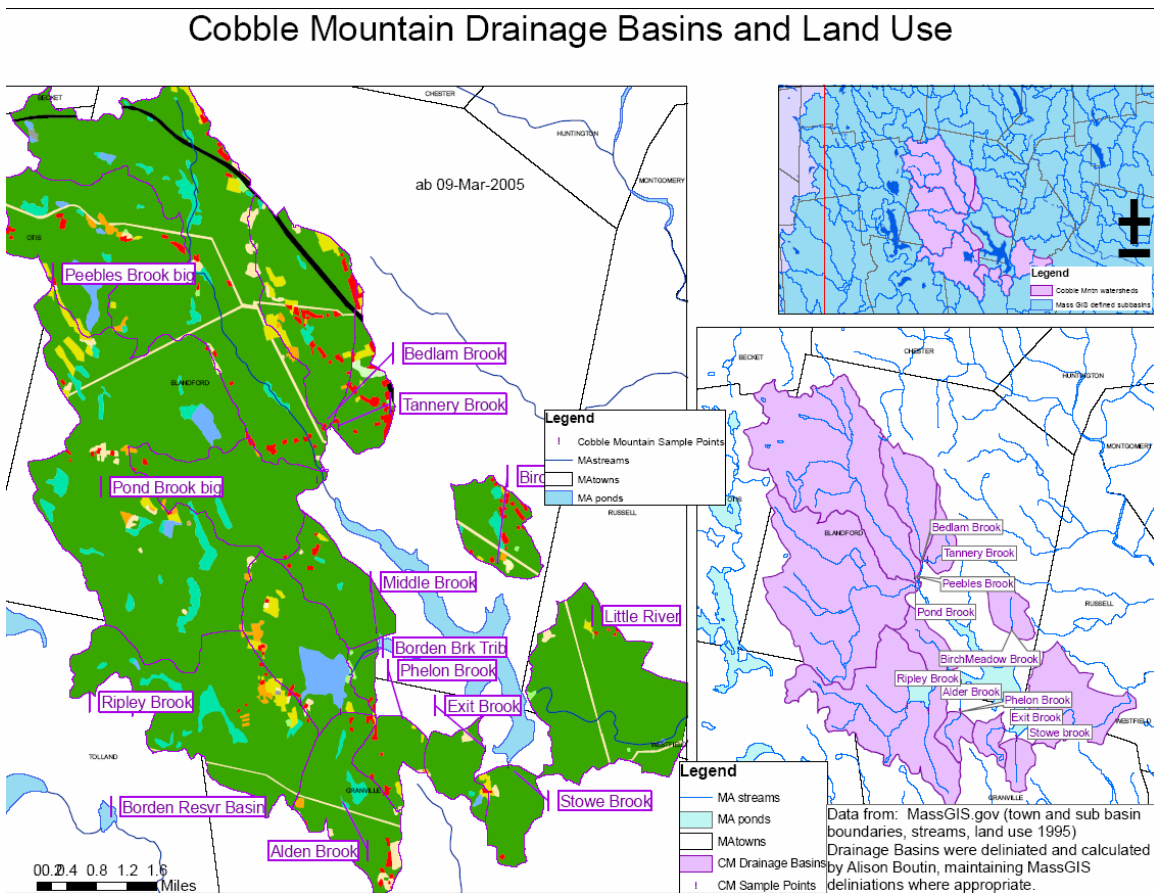 Cobble Mountain Drainage Basins and Land Use
BECKET
CHESTER
HUNTINGTON
MONTGOMERY
ab 09-Mar-2005
OTIS
Peebles Brook big
BLANDFORD
Bedlam Brook
Tannery Brook
Pond Brook big
Legend
Cobble Mountain Sample Points
MAstreams
MAtowns
MA ponds
RUSSELL
Middle Brook
Little River
Borden Brk Trib
Phelon Brook
Ripley Brook
Exit Brook
TOLLAND
WESTFIELD
GRANVILLE
Borden Resvr Basin
Stowe Brook
Alden Brook
0 0.2 0.4 0.8 1.2 1.6
Miles
Legend
Cobble Mntn watersheds
Mass GIS defined subbasins
BECKET
CHESTER
HUNTINGTON
MONTGOMERY
BLANDFORD
Bedlam Brook
Tannery Brook
Peebles Brook
RUSSELL
Pond Brook
BirchMeadow Brook
Ripley Brook
Alder Brook
Phelon Brook
Exit Brook
WESTFIELD
Stowe brook
GRANVILLE
Legend
MA streams
MA ponds
MAtowns
CM Drainage Basins
CM Sample Points
Data from: MassGIS.gov (town and sub basin
boundaries, streams, land use 1995)
Drainage Basins were deliniated and calculated
by Alison Boutin, maintaining MassGIS
deliniations where appropriate.